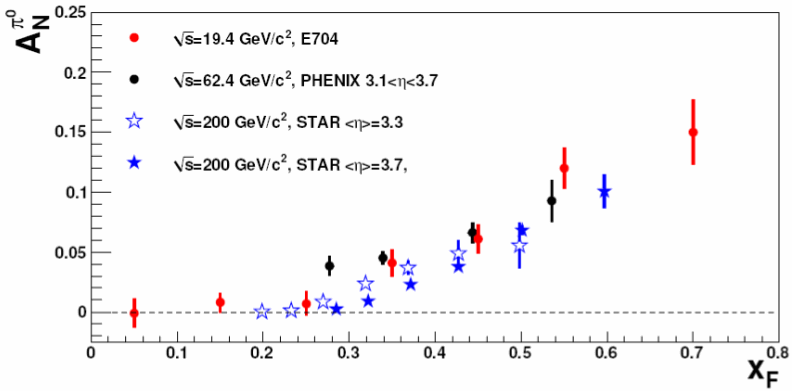 A_N^π⁰
0.25
0.2
0.15
0.1
0.05
0
√s=19.4 GeV/c², E704
√s=62.4 GeV/c², PHENIX 3.1<η<3.7
√s=200 GeV/c², STAR <η>=3.3
√s=200 GeV/c², STAR <η>=3.7,
0 0.1 0.2 0.3 0.4 0.5 0.6 0.7 0.8
x_F